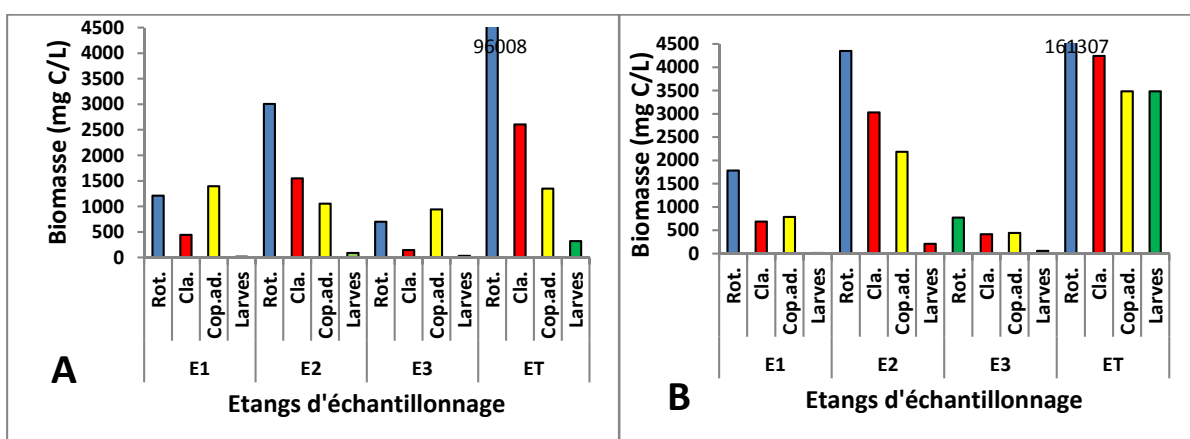 Biomasse (mg C/L)
4500
4000
3500
3000
2500
2000
1500
1000
500
0
96008
Rot. Cla. Cop.ad. Larves Rot. Cla. Cop.ad. Larves Rot. Cla. Cop.ad. Larves Rot. Cla. Cop.ad. Larves
E1 E2 E3 ET
A
Etangs d'échantillonnage
Biomasse (mg C/L)
4500
4000
3500
3000
2500
2000
1500
1000
500
0
161307
Rot. Cla. Cop.ad. Larves Rot. Cla. Cop.ad. Larves Rot. Cla. Cop.ad. Larves Rot. Cla. Cop.ad. Larves
E1 E2 E3 ET
B
Etangs d'échantillonnage